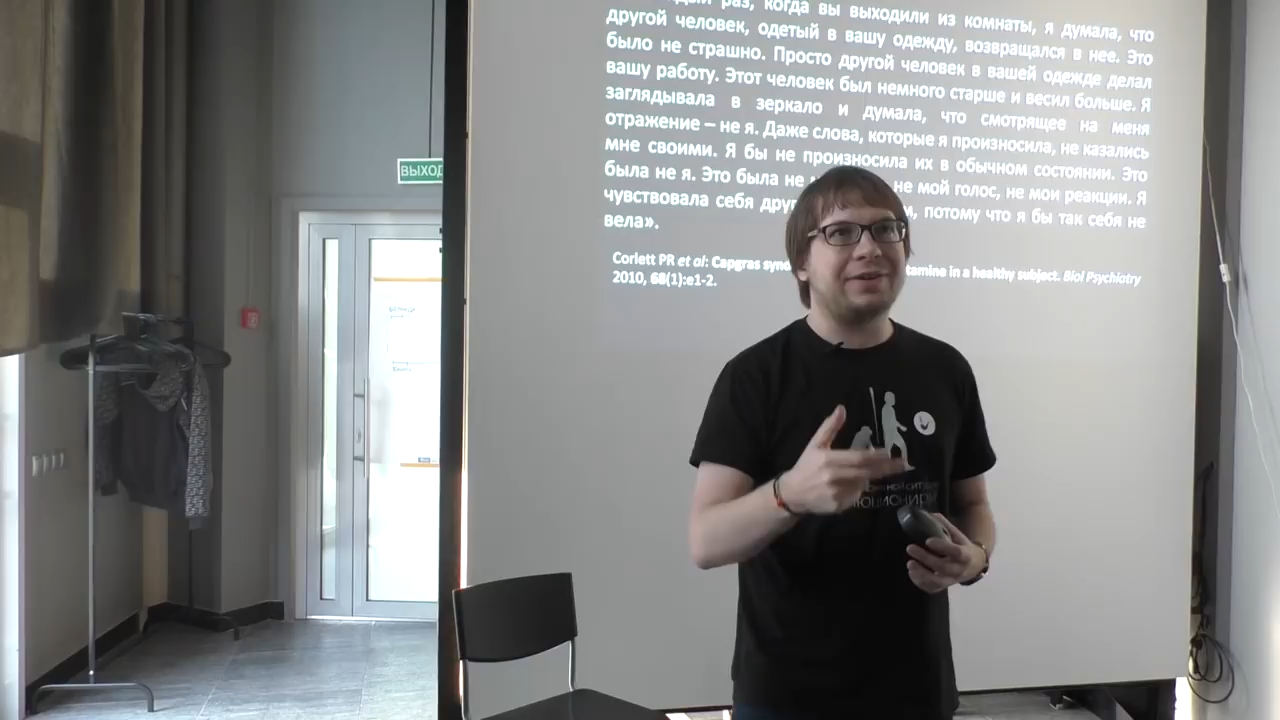 раз, когда вы выходили из комнаты, я думала, что
другой человек, одетый в вашу одежду, возвращался в нее. Это
было не страшно. Просто другой человек в вашей одежде делал
вашу работу. Этот человек был немного старше и весил больше. Я
заглядывала в зеркало и думала, что смотрящее на меня
отражение – не я. Даже слова, которые я произносила, не казались
мне своими. Я бы не произносила их в обычном состоянии. Это
была не я. Это была не не мой голос, не мои реакции. Я
чувствовала себя потому что я бы так себя не
вела».
Corlett PR et al: Capgras in a healthy subject. Biol Psychiatry
2010, 68(1):e1-2.
ВЫХОД